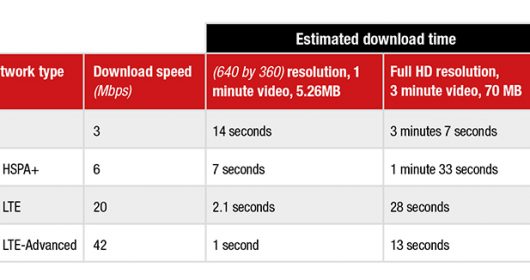 Estimated download time
twork type Download speed (640 by 360) resolution, 1 Full HD resolution,
(Mbps) minute video, 5.26MB 3 minute video, 70 MB
3 14 seconds 3 minutes 7 seconds
HSPA+ 6 7 seconds 1 minute 33 seconds
LTE 20 2.1 seconds 28 seconds
LTE-Advanced 42 1 second 13 seconds